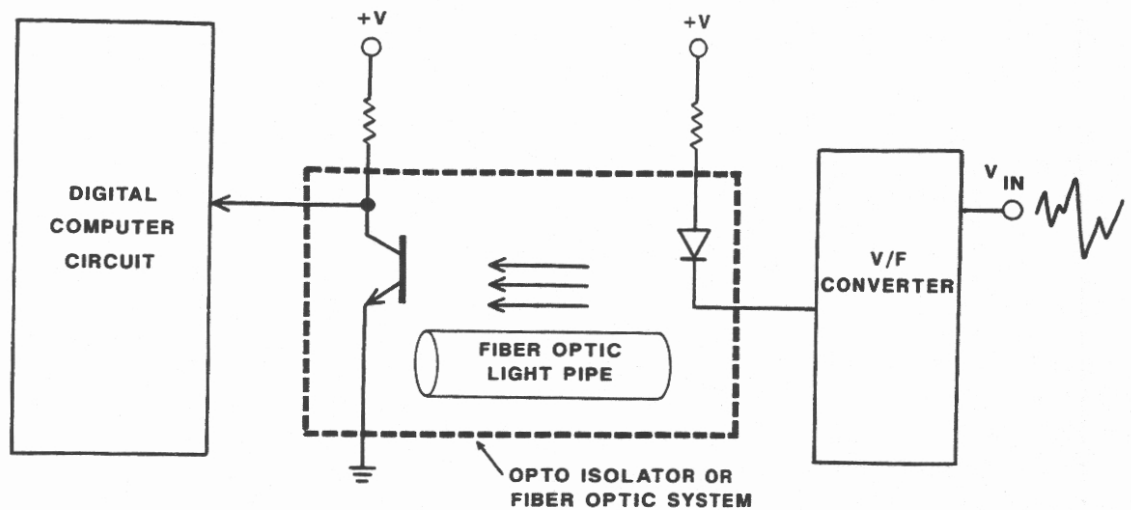 +V
+V
DIGITAL
COMPUTER
CIRCUIT
V IN
V/F
CONVERTER
FIBER OPTIC
LIGHT PIPE
OPTO ISOLATOR OR
FIBER OPTIC SYSTEM